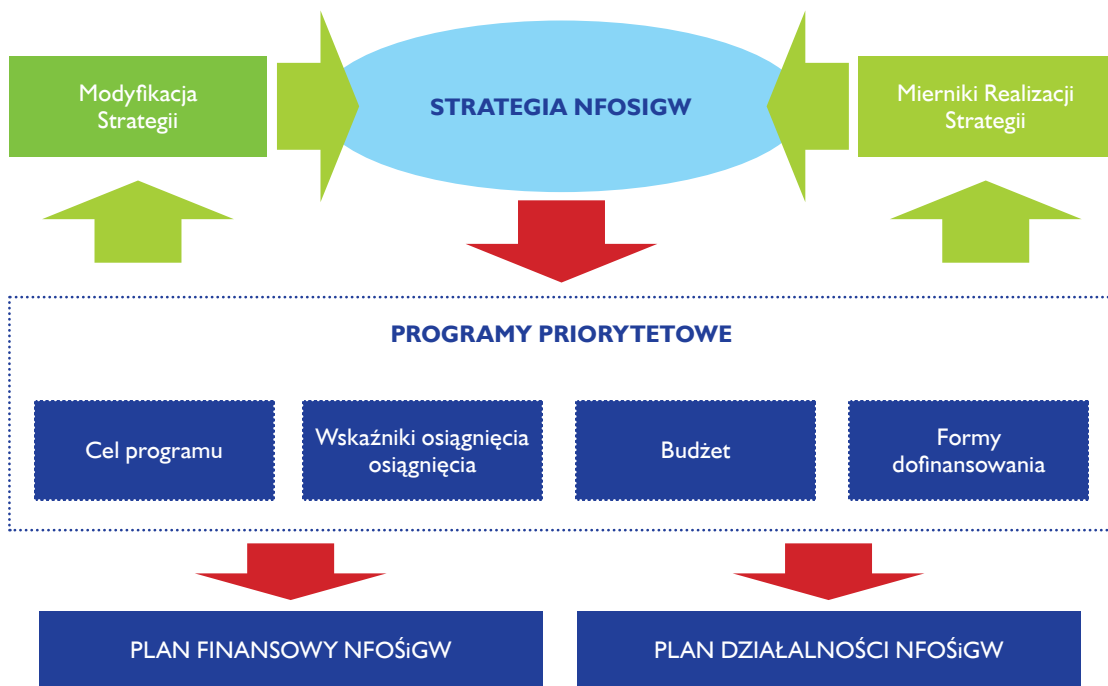 Modyfikacja
Strategii
STRATEGIA NFOSIGW
Mierniki Realizacji
Strategii
PROGRAMY PRIORYTETOWE
Cel programu
Wskaźniki osiągnięcia
osiągnięcia
Budżet
Formy
dofinansowania
PLAN FINANSOWY NFOŚiGW
PLAN DZIAŁALNOŚCI NFOŚiGW